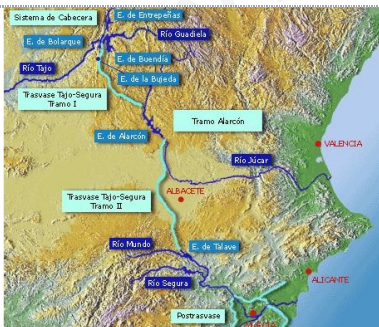 Sistema de Cabecera
E. de Entrepeñas
Río Guadiela
E. de Bolarque
E. de Buendía
Río Tajo
E. de la Bujeda
Trasvase Tajo-Segura
Tramo I
Tramo Alarcón
E. de Alarcón
VALENCIA
Río Júcar
ALBACETE
Trasvase Tajo-Segura
Tramo II
Río Mundo
E. de Talave
ALICANTE
Río Segura
Postrasvase
MURCIA